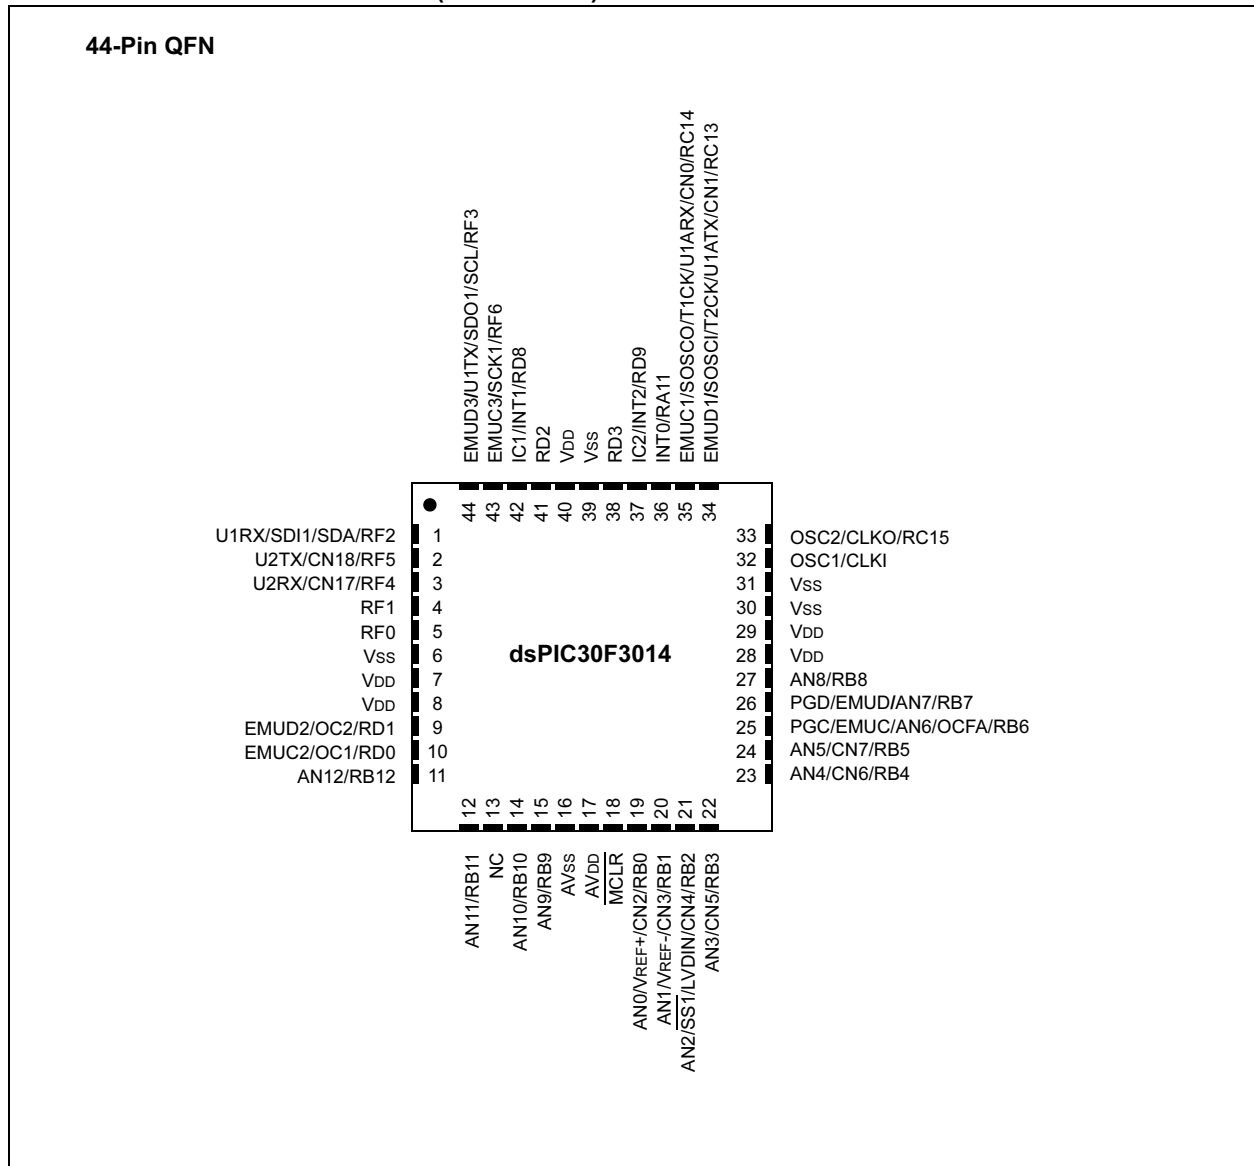 44-Pin QFN
EMUD3/U1TX/SDO1/SCL/RF3
EMUC3/SCK1/RF6
IC1/INT1/RD8
RD2
VDD
VSS
RD3
IC2/INT2/RD9
INT0/RA11
EMUC1/SOSCO/T1CK/U1ARX/CN0/RC14
EMUD1/SOSCI/T2CK/U1ATX/CN1/RC13
44 43 42 41 40 39 38 37 36 35 34
U1RX/SDI1/SDA/RF2 1
U2TX/CN18/RF5 2
U2RX/CN17/RF4 3
RF1 4
RF0 5
VSS 6
VDD 7
VDD 8
EMUD2/OC2/RD1 9
EMUC2/OC1/RD0 10
AN12/RB12 11
dsPIC30F3014
33 OSC2/CLKO/RC15
32 OSC1/CLKI
31 VSS
30 VSS
29 VDD
28 VDD
27 AN8/RB8
26 PGD/EMUD/AN7/RB7
25 PGC/EMUC/AN6/OCFA/RB6
24 AN5/CN7/RB5
23 AN4/CN6/RB4
12 13 14 15 16 17 18 19 20 21 22
AN11/RB11
NC
AN10/RB10
AN9/RB9
AVSS
AVDD
MCLR
AN0/VREF+/CN2/RB0
AN1/VREF-/CN3/RB1
AN2/SS1/LVDIN/CN4/RB2
AN3/CN5/RB3